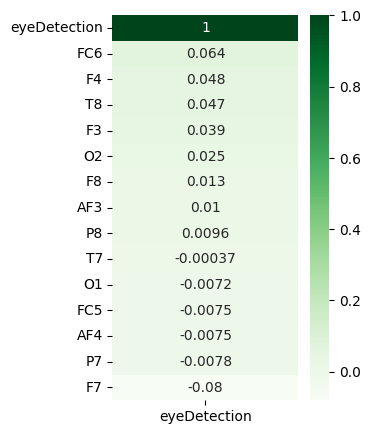 eyeDetection 1
FC6 0.064
F4 0.048
T8 0.047
F3 0.039
O2 0.025
F8 0.013
AF3 0.01
P8 0.0096
T7 -0.00037
O1 -0.0072
FC5 -0.0075
AF4 -0.0075
P7 -0.0078
F7 -0.08
eyeDetection
1.0
0.8
0.6
0.4
0.2
0.0